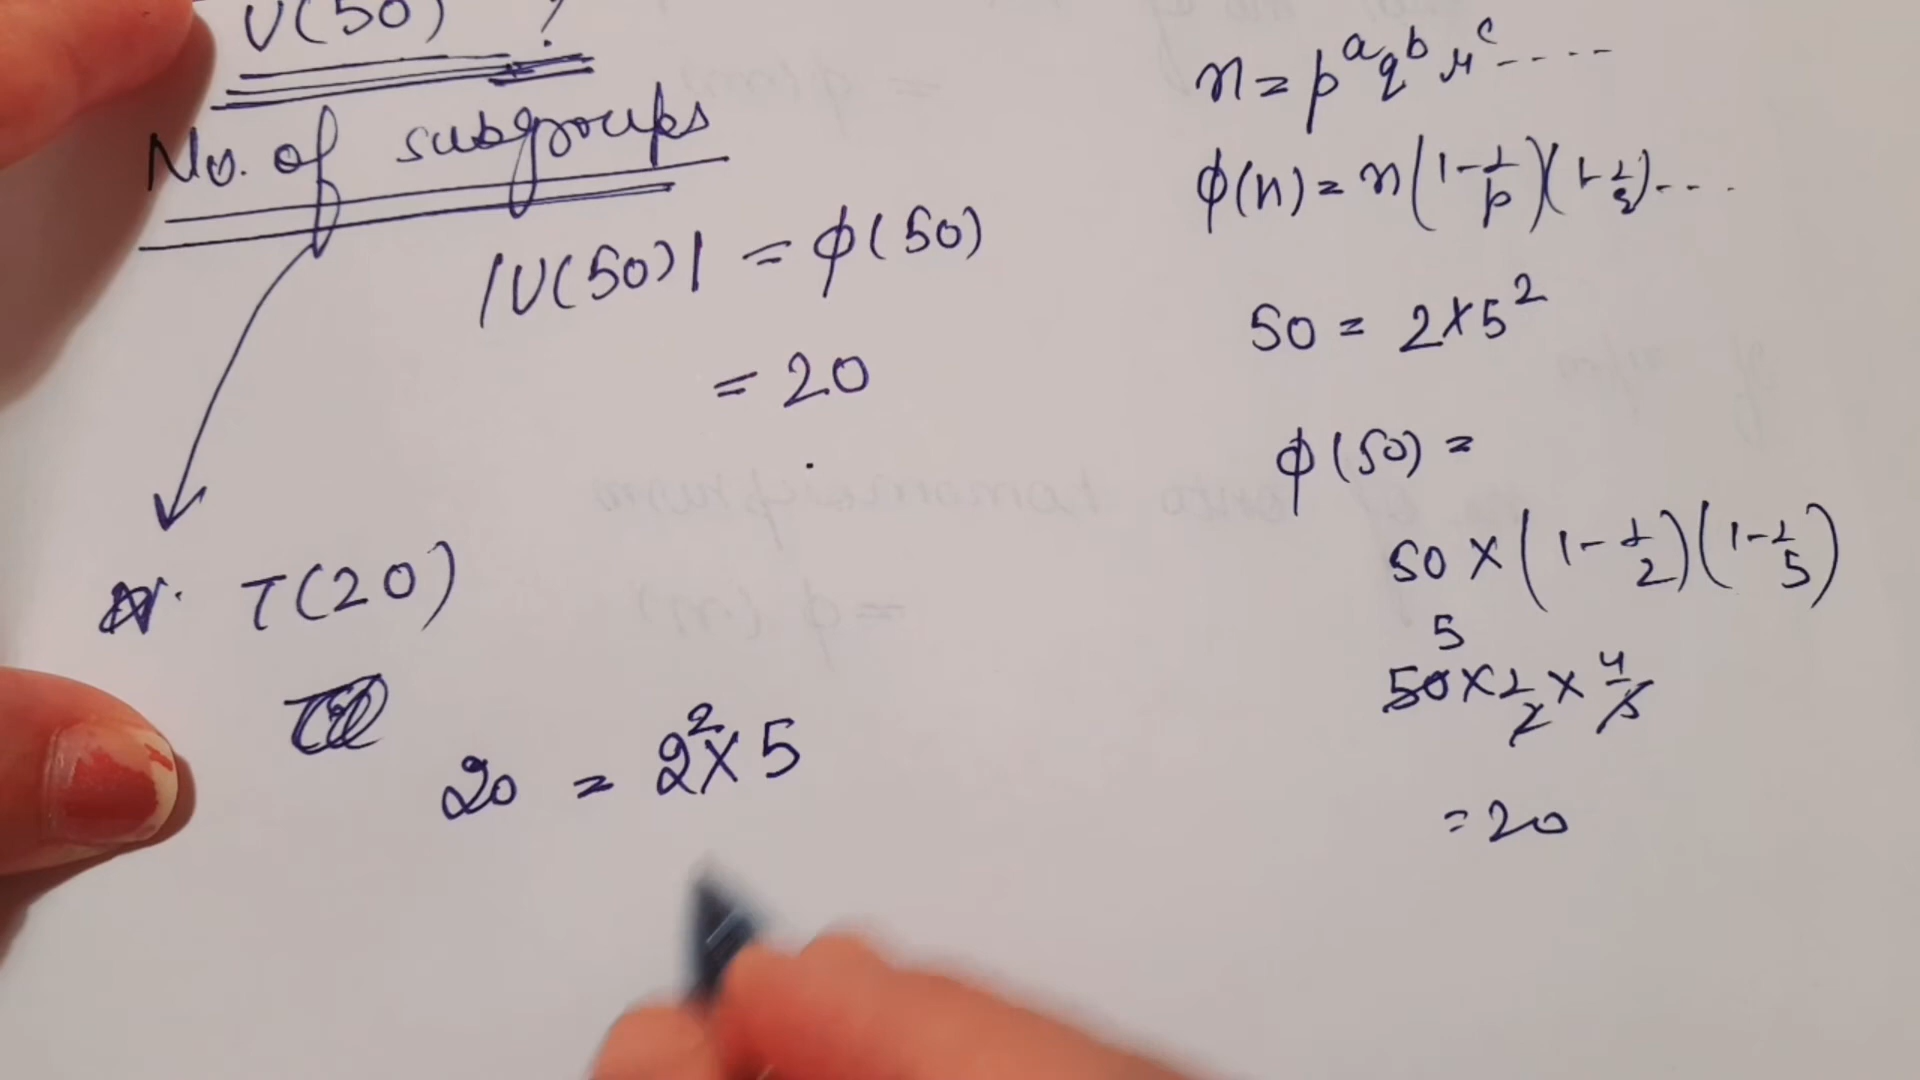 U(50) ?
No. of subgroups
|U(50)| = φ(50)
= 20
T(20)
20 = 2² × 5
n = p^a q^b r^c ....
φ(n) = n(1-1/p)(1-1/q)....
50 = 2×5²
φ(50) =
50 × (1-1/2)(1-1/5)
5
50 × 1/2 × 4/5
= 20